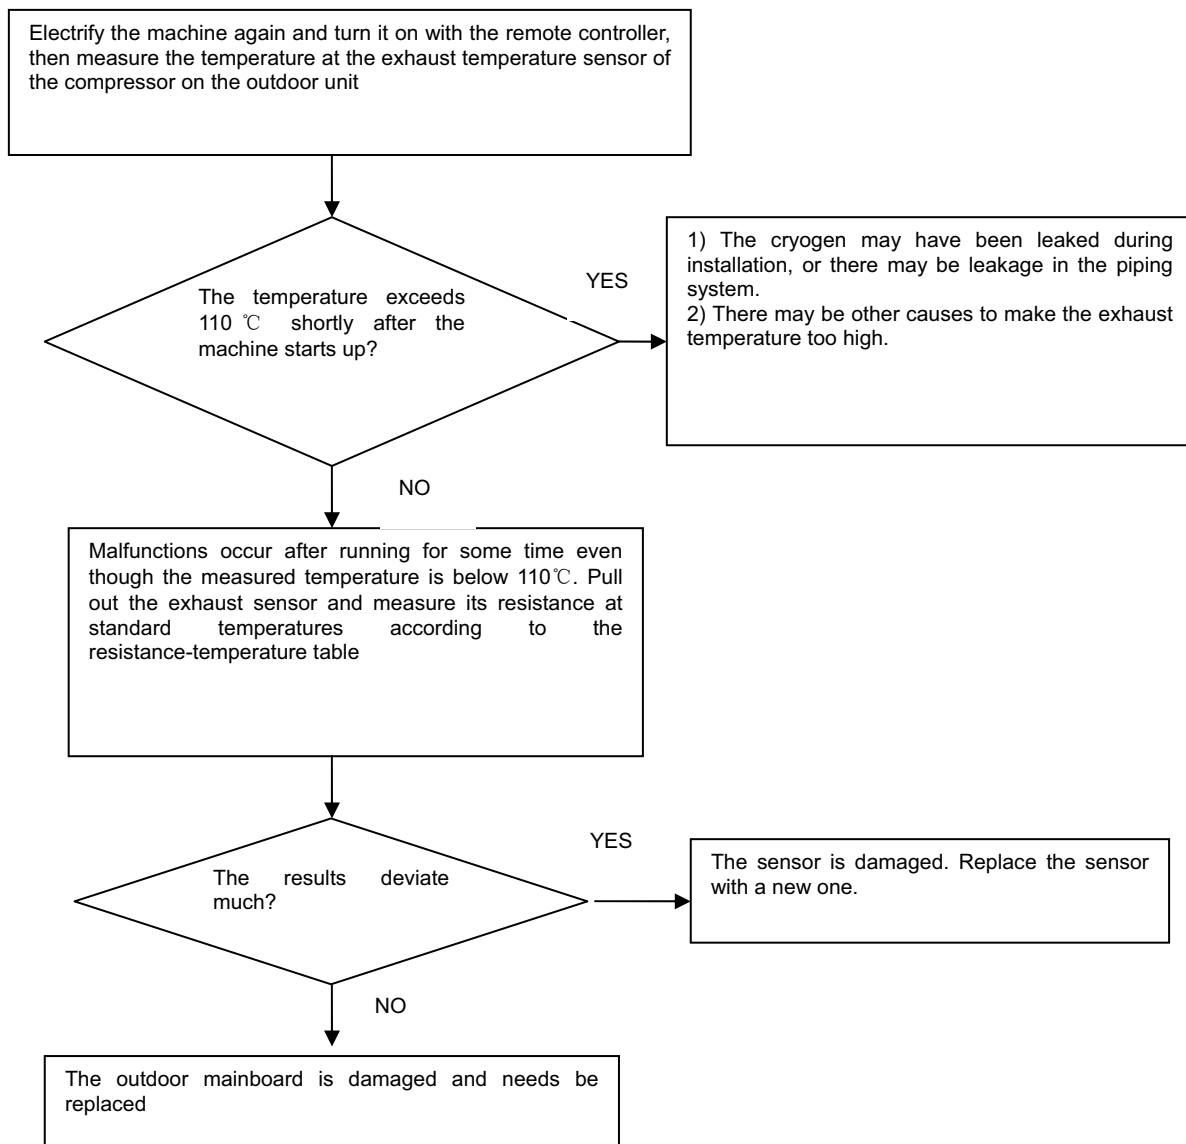 Electrify the machine again and turn it on with the remote controller,
then measure the temperature at the exhaust temperature sensor of
the compressor on the outdoor unit
The temperature exceeds
110 ℃ shortly after the
machine starts up?
YES
1) The cryogen may have been leaked during
installation, or there may be leakage in the piping
system.
2) There may be other causes to make the exhaust
temperature too high.
NO
Malfunctions occur after running for some time even
though the measured temperature is below 110℃. Pull
out the exhaust sensor and measure its resistance at
standard temperatures according to the
resistance-temperature table
The results deviate
much?
YES
The sensor is damaged. Replace the sensor
with a new one.
NO
The outdoor mainboard is damaged and needs be
replaced